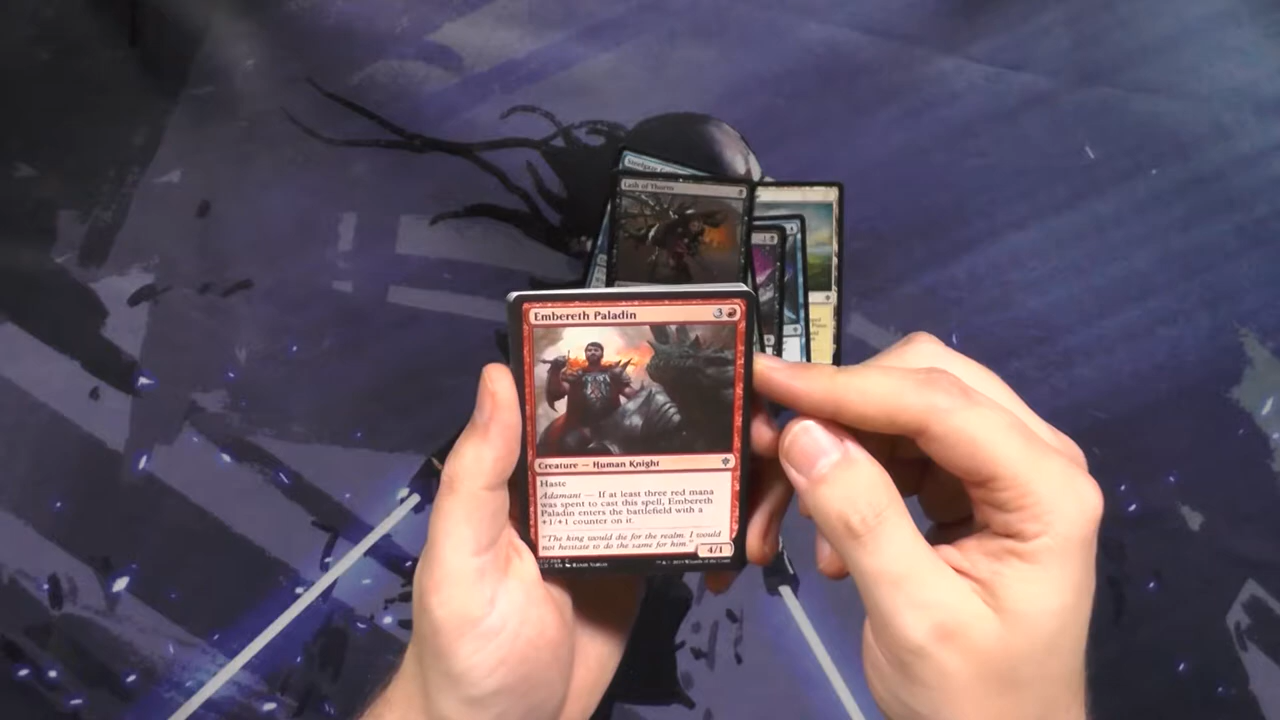 Steelgaze
Lash of Thorns
Embereth Paladin
Creature — Human Knight
Haste
Adamant — If at least three red mana
was spent to cast this spell, Embereth
Paladin enters the battlefield with a
+1/+1 counter on it.
"The king would die for the realm. I would
not hesitate to do the same for him."
4/1